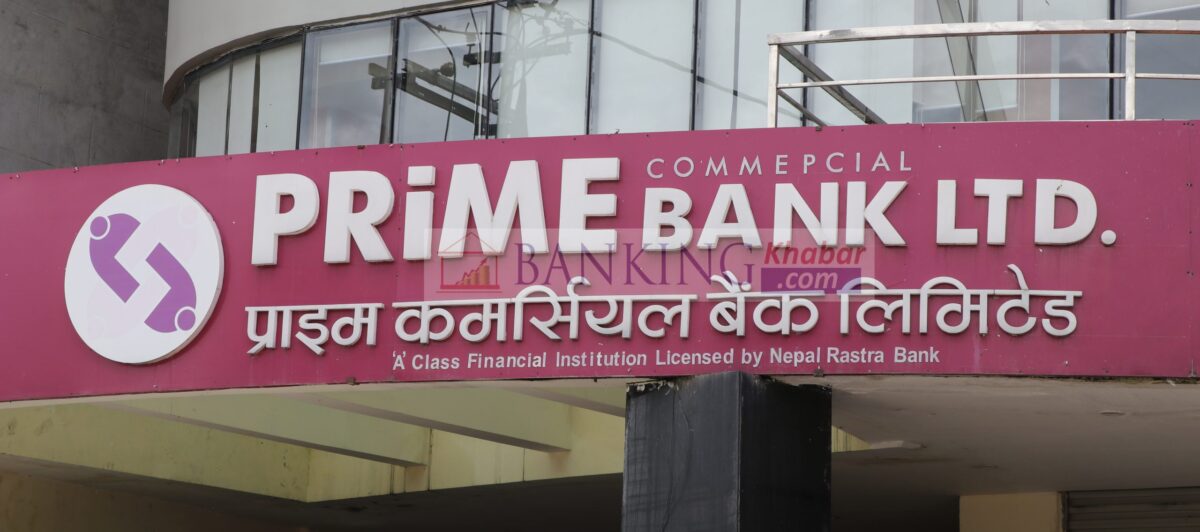 COMMEPCIAL
PRiME BANK LTD.
BANKING Khabar
.com
प्राइम कमर्सियल बैंक लिमिटेड
'A' Class Financial Institution Licensed by Nepal Rastra Bank